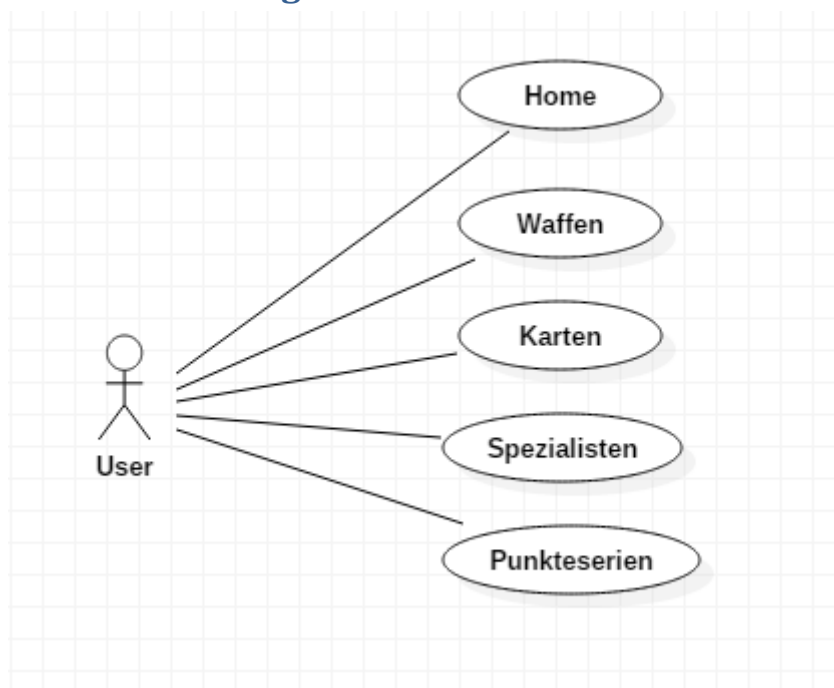 Home
Waffen
Karten
User
Spezialisten
Punkteserien